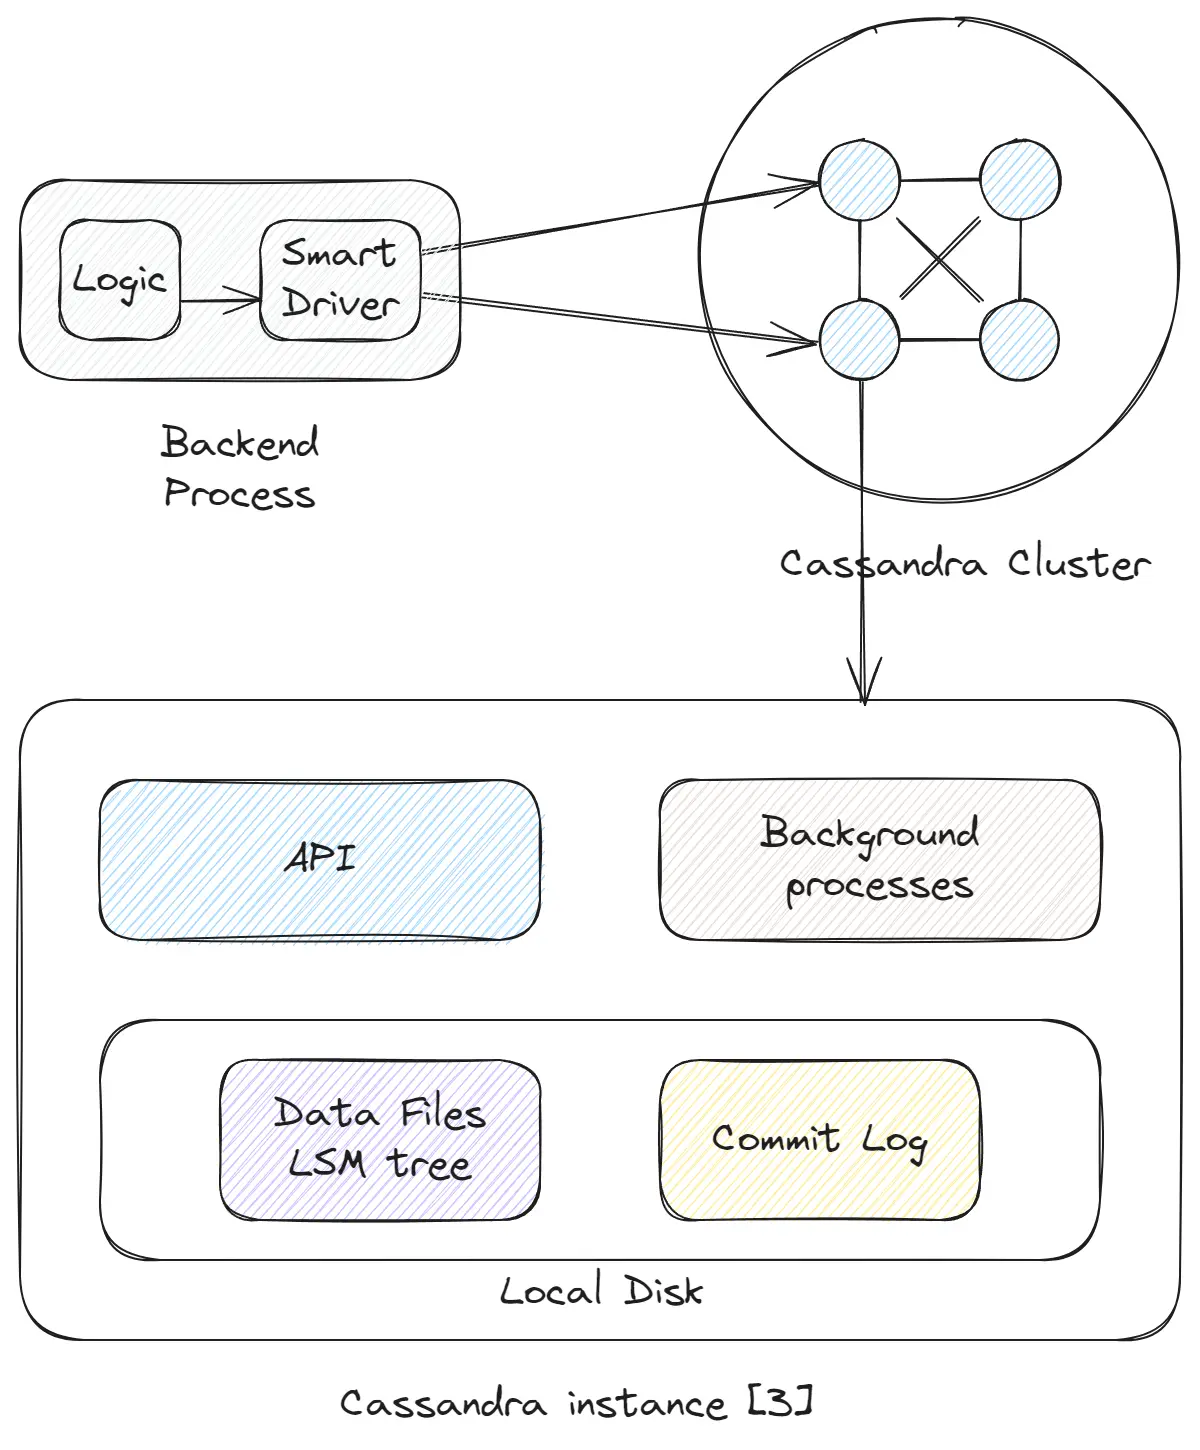 Logic
Smart
Driver
Backend
Process
Cassandra Cluster
API
Background
processes
Data Files
LSM tree
Commit Log
Local Disk
Cassandra instance [3]